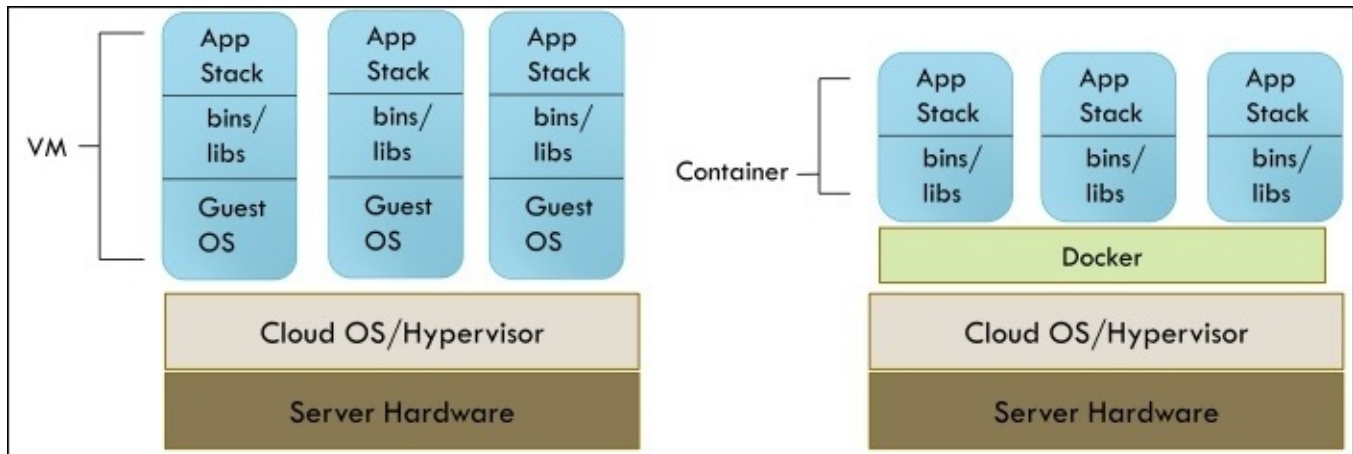 VM
App
Stack
bins/
libs
Guest
OS
App
Stack
bins/
libs
Guest
OS
App
Stack
bins/
libs
Guest
OS
Cloud OS/Hypervisor
Server Hardware
Container
App
Stack
bins/
libs
App
Stack
bins/
libs
App
Stack
bins/
libs
Docker
Cloud OS/Hypervisor
Server Hardware